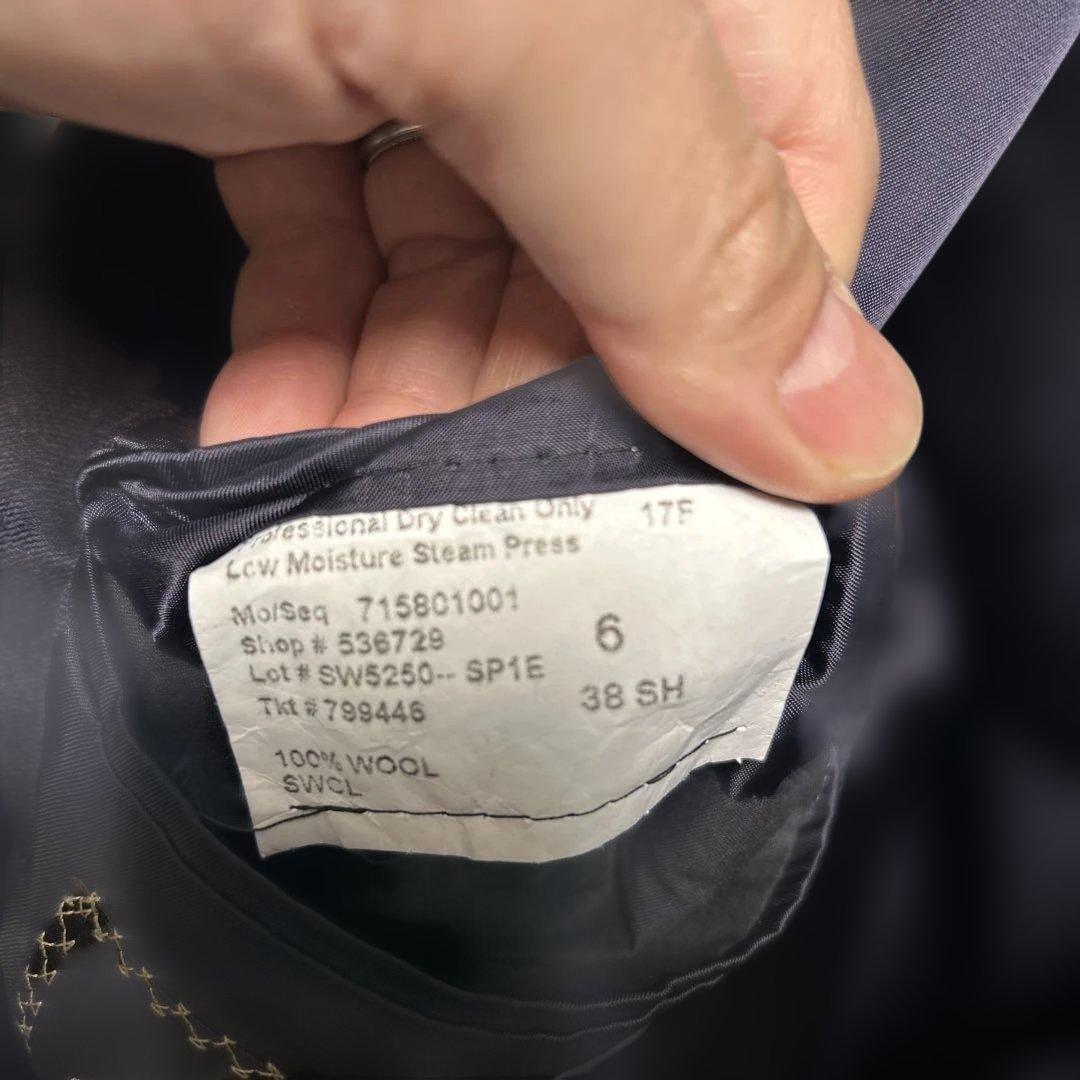 Professional Dry Clean Only 17F
Low Moisture Steam Press
Mo/Seq 715801001
Shop # 536729 6
Lot # SW5250-- SP1E
Tkt # 799446 38 SH
100% WOOL
SWCL